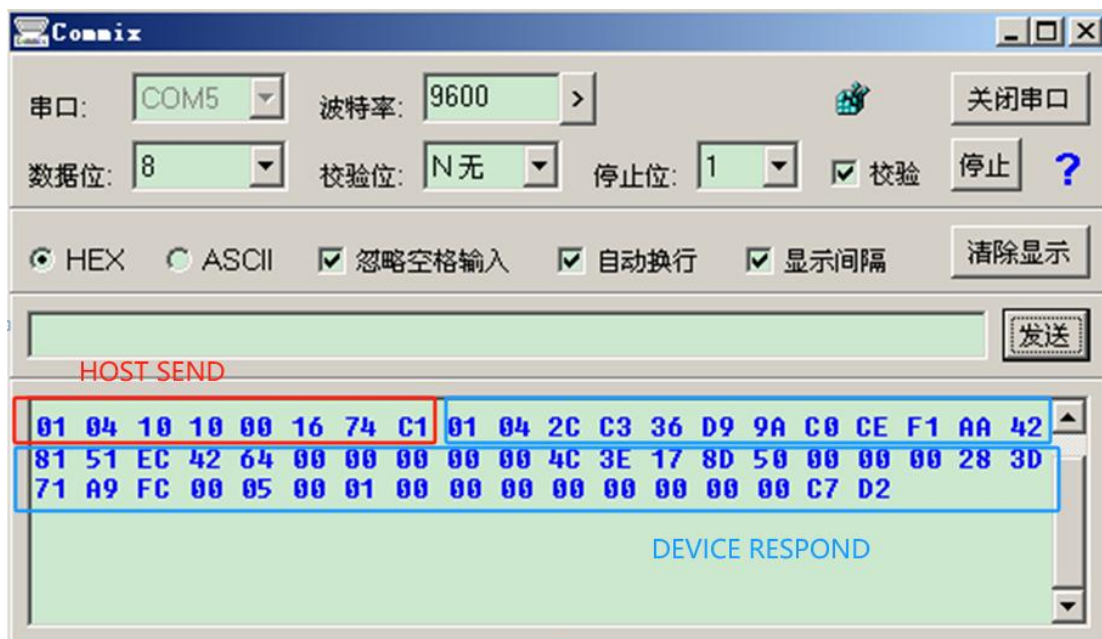 Commix
串口: COM5 波特率: 9600 > 关闭串口
数据位: 8 校验位: N 无 停止位: 1 校验 停止 ?
HEX ASCII 忽略空格输入 自动换行 显示间隔 清除显示
发送
HOST SEND
01 04 10 10 00 16 74 C1 01 04 2C C3 36 D9 9A C0 CE F1 AA 42
81 51 EC 42 64 00 00 00 00 00 4C 3E 17 8D 50 00 00 00 28 3D
71 A9 FC 00 05 00 01 00 00 00 00 00 00 00 00 C7 D2
DEVICE RESPOND